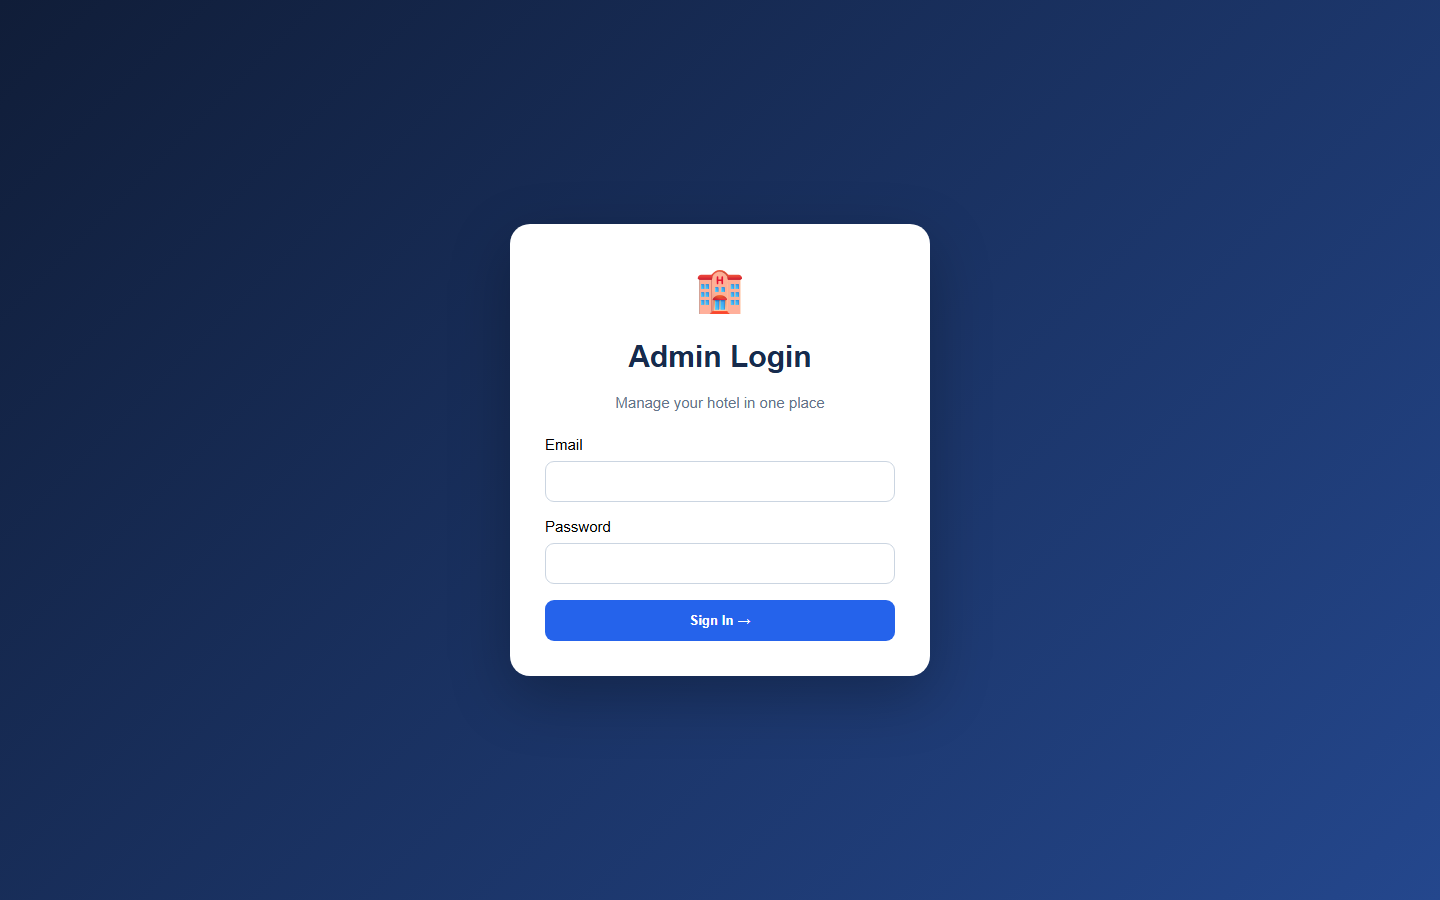 H
Admin Login
Manage your hotel in one place
Email
Password
Sign In →